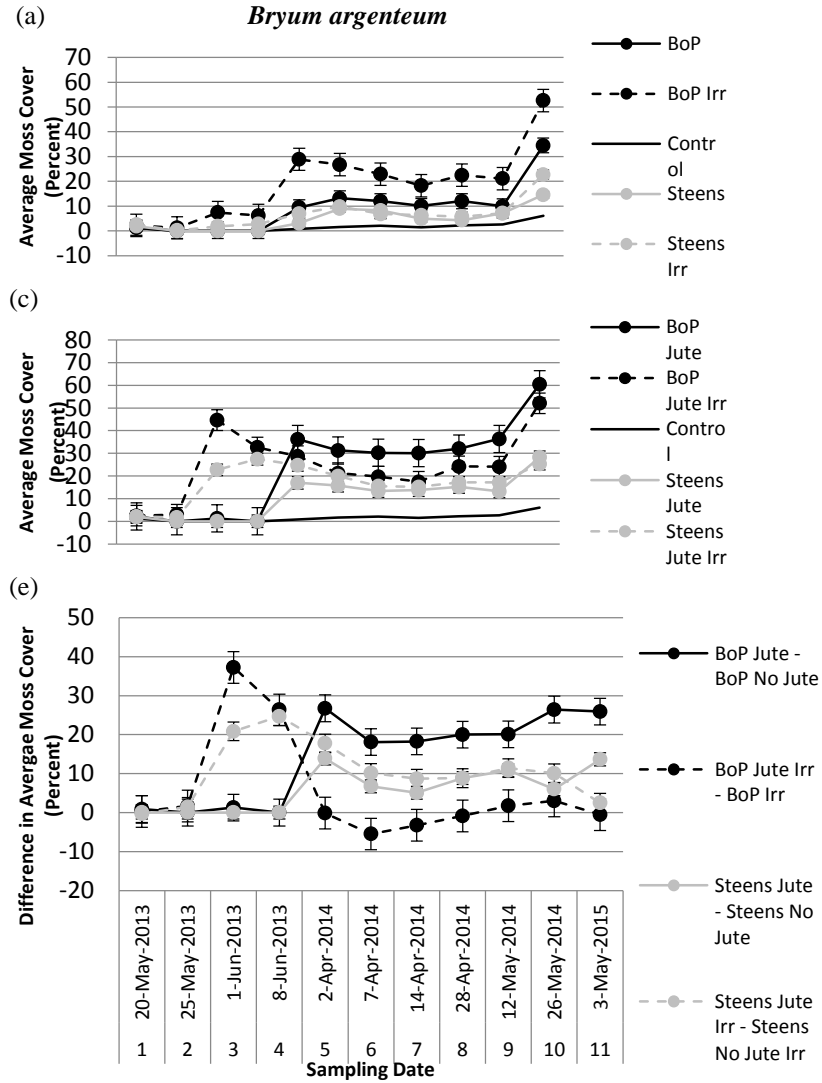 (a)
Bryum argenteum
Average Moss Cover
(Percent)
70
60
50
40
30
20
10
0
-10
BoP
BoP Irr
Contr
ol
Steens
Steens
Irr
(c)
Average Moss Cover
(Percent)
80
70
60
50
40
30
20
10
0
-10
BoP
Jute
BoP
Jute Irr
Contro
l
Steens
Jute
Steens
Jute Irr
(e)
Difference in Avergae Moss Cover
(Percent)
50
40
30
20
10
0
-10
-20
BoP Jute -
BoP No Jute
BoP Jute Irr
- BoP Irr
Steens Jute
- Steens No
Jute
Steens Jute
Irr - Steens
No Jute Irr
20-May-2013
25-May-2013
1-Jun-2013
8-Jun-2013
2-Apr-2014
7-Apr-2014
14-Apr-2014
28-Apr-2014
12-May-2014
26-May-2014
3-May-2015
1 2 3 4 5 6 7 8 9 10 11
Sampling Date